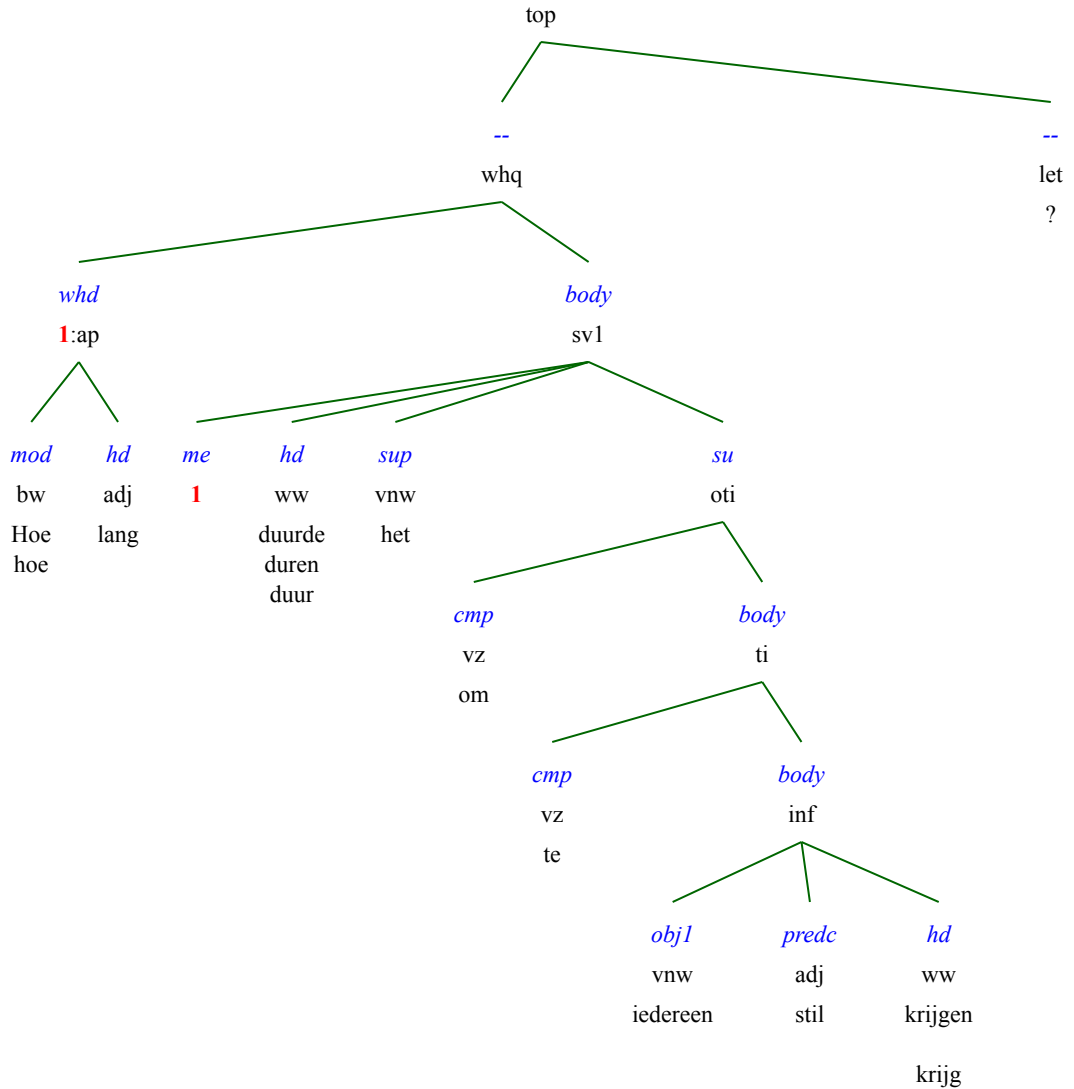 top
-- --
whq let
?
whd body
1:ap sv1
mod hd me hd sup su
bw adj 1 ww vnw oti
Hoe lang duurde het
hoe duren
duur
cmp body
vz ti
om
cmp body
vz inf
te
obj1 predc hd
vnw adj ww
iedereen stil krijgen
krijg